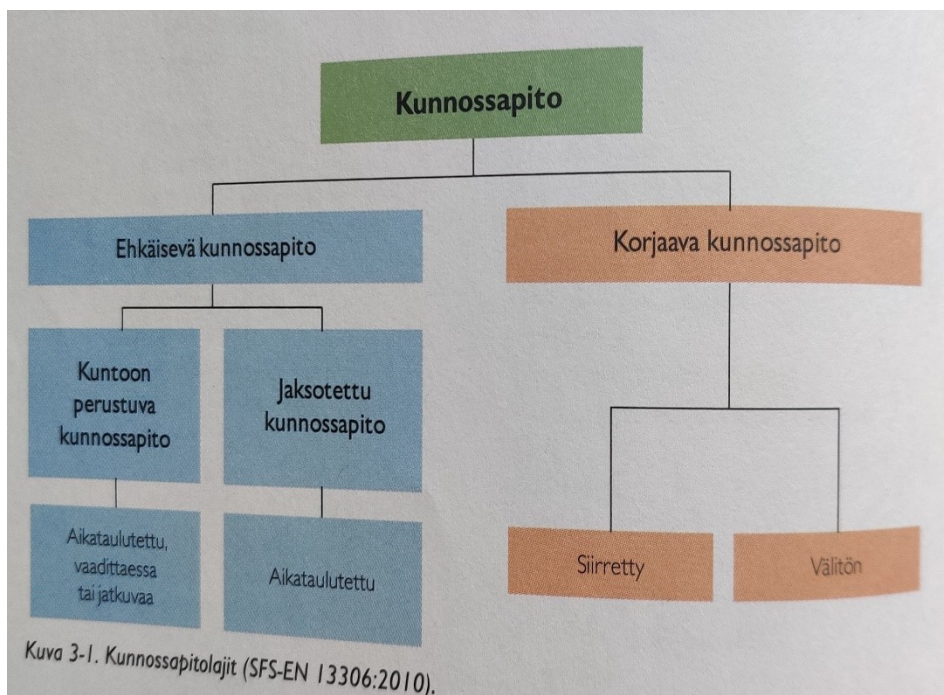 Kunnossapito
Ehkäisevä kunnossapito
Korjaava kunnossapito
Kuntoon
perustuva
kunnossapito
Jaksotettu
kunnossapito
Aikataulutettu,
vaadittaessa
tai jatkuvaa
Aikataulutettu
Siirretty
Välitön
Kuva 3-1. Kunnossapitolajit (SFS-EN 13306:2010).